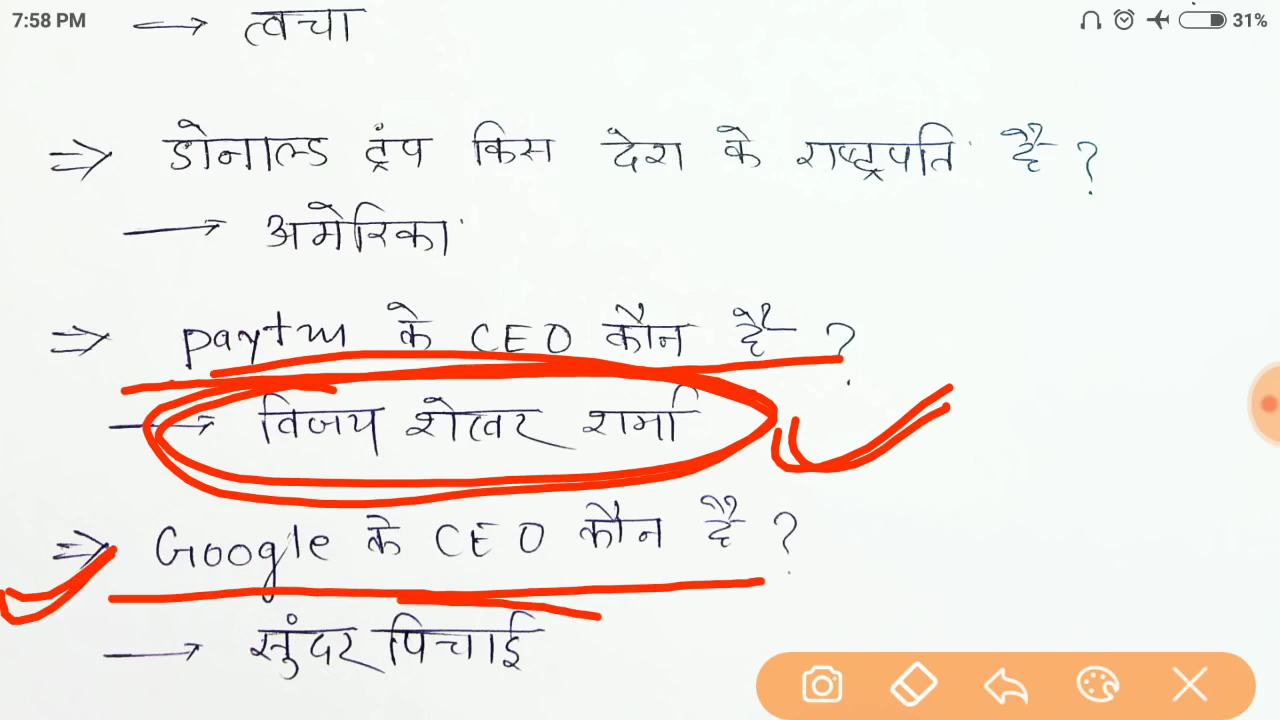 7:58 PM
31%
→ त्वचा
⇒ डोनाल्ड ट्रंप किस देश के राष्ट्रपति है ?
→ अमेरिका
⇒ paytm के CEO कौन है ?
→ विजय शेखर शर्मा
⇒ Google के CEO कौन है ?
→ सुंदर पिचाई